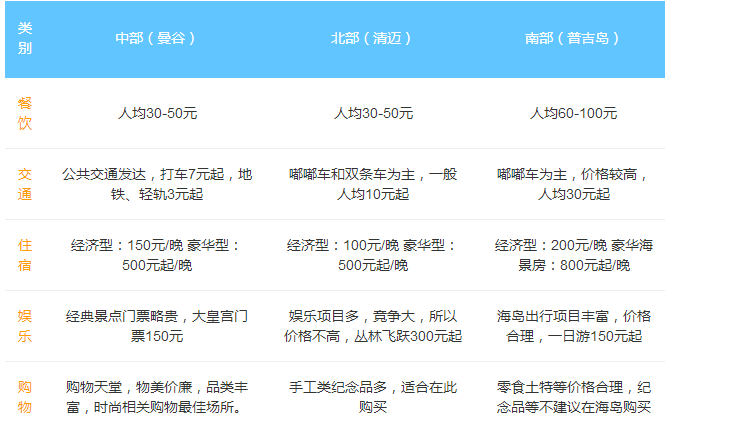 类
别
中部（曼谷）
北部（清迈）
南部（普吉岛）
餐
饮
人均30-50元
人均30-50元
人均60-100元
交
通
公共交通发达，打车7元起，地
铁、轻轨3元起
嘟嘟车和双条车为主，一般
人均10元起
嘟嘟车为主，价格较高，
人均30元起
住
宿
经济型：150元/晚 豪华型：
500元起/晚
经济型：100元/晚 豪华型：
500元起/晚
经济型：200元/晚 豪华海
景房：800元起/晚
娱
乐
经典景点门票略贵，大皇宫门
票150元
娱乐项目多，竞争大，所以
价格不高，丛林飞跃300元起
海岛出行项目丰富，价格
合理，一日游150元起
购
物
购物天堂，物美价廉，品类丰
富，时尚相关购物最佳场所。
手工类纪念品多，适合在此
购买
零食土特等价格合理，纪
念品等不建议在海岛购买